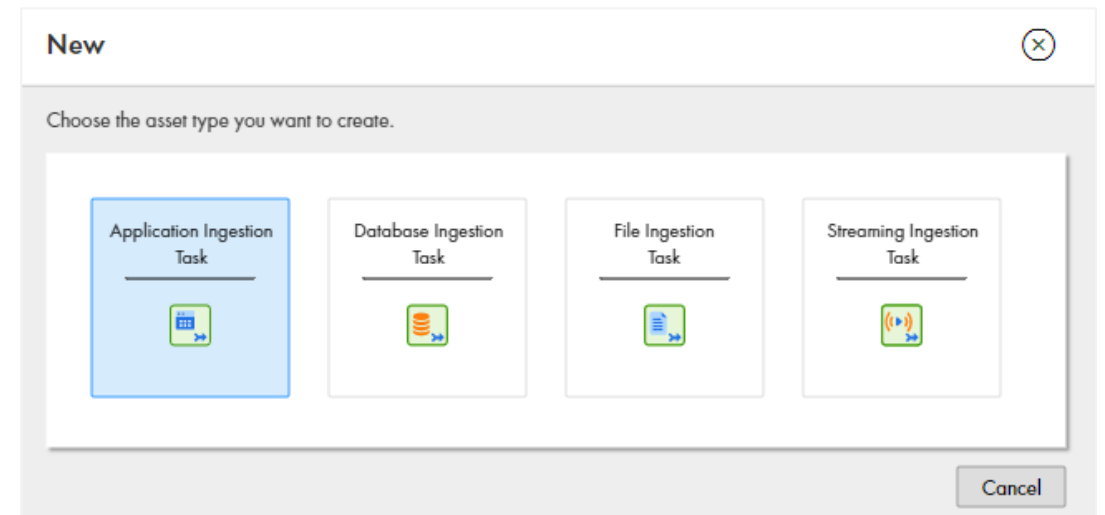 New
Choose the asset type you want to create.
Application Ingestion
Task
Database Ingestion
Task
File Ingestion
Task
Streaming Ingestion
Task
Cancel